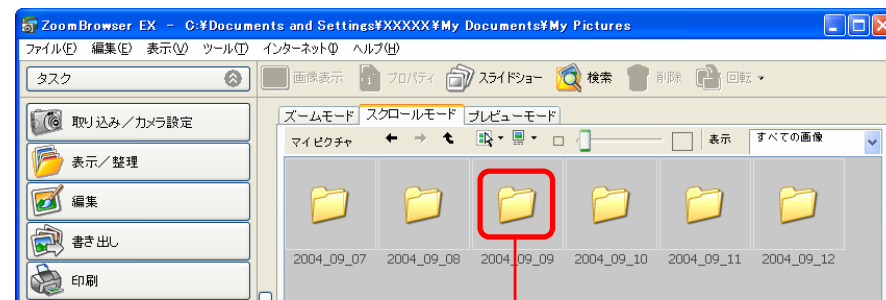 ZoomBrowser EX - C:¥Documents and Settings¥XXXXX¥My Documents¥My Pictures
ファイル(F) 編集(E) 表示(V) ツール(T) インターネット(I) ヘルプ(H)
タスク 画像表示 プロパティ スライドショー 検索 削除 回転
取り込み／カメラ設定
表示／整理
編集
書き出し
印刷
ズームモード スクロールモード プレビューモード
マイ ピクチャ 表示 すべての画像
2004_09_07 2004_09_08 2004_09_09 2004_09_10 2004_09_11 2004_09_12